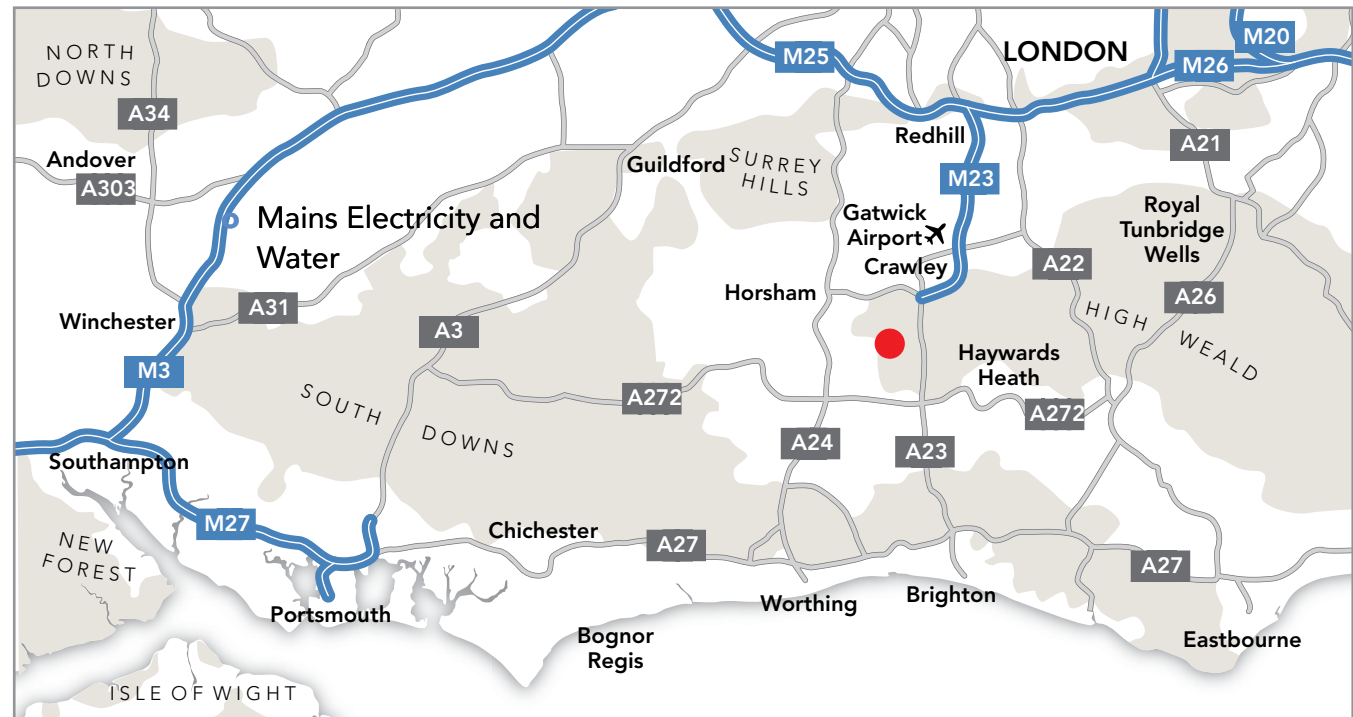 NORTH
DOWNS
M25
LONDON
M20
M26
A34
Redhill
A21
Andover
A303
Guildford
SURREY
HILLS
M23
Mains Electricity and
Water
Gatwick
Airport
Crawley
Royal
Tunbridge
Wells
A22
Horsham
A26
A31
Winchester
A3
HIGH WEALD
Haywards
Heath
M3
A272
A272
SOUTH DOWNS
A24
A23
Southampton
M27
Chichester
A27
NEW
FOREST
A27
Portsmouth
Worthing
Brighton
Bognor
Regis
Eastbourne
ISLE OF WIGHT